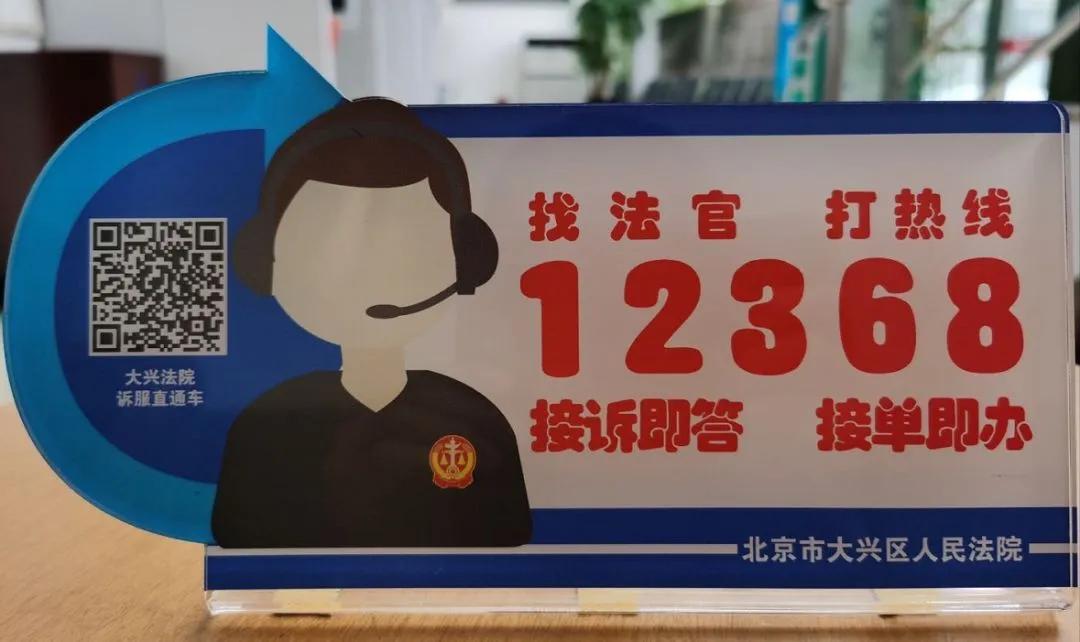 找法官 打热线
12368
接诉即答 接单即办
大兴法院
诉服直通车
北京市大兴区人民法院